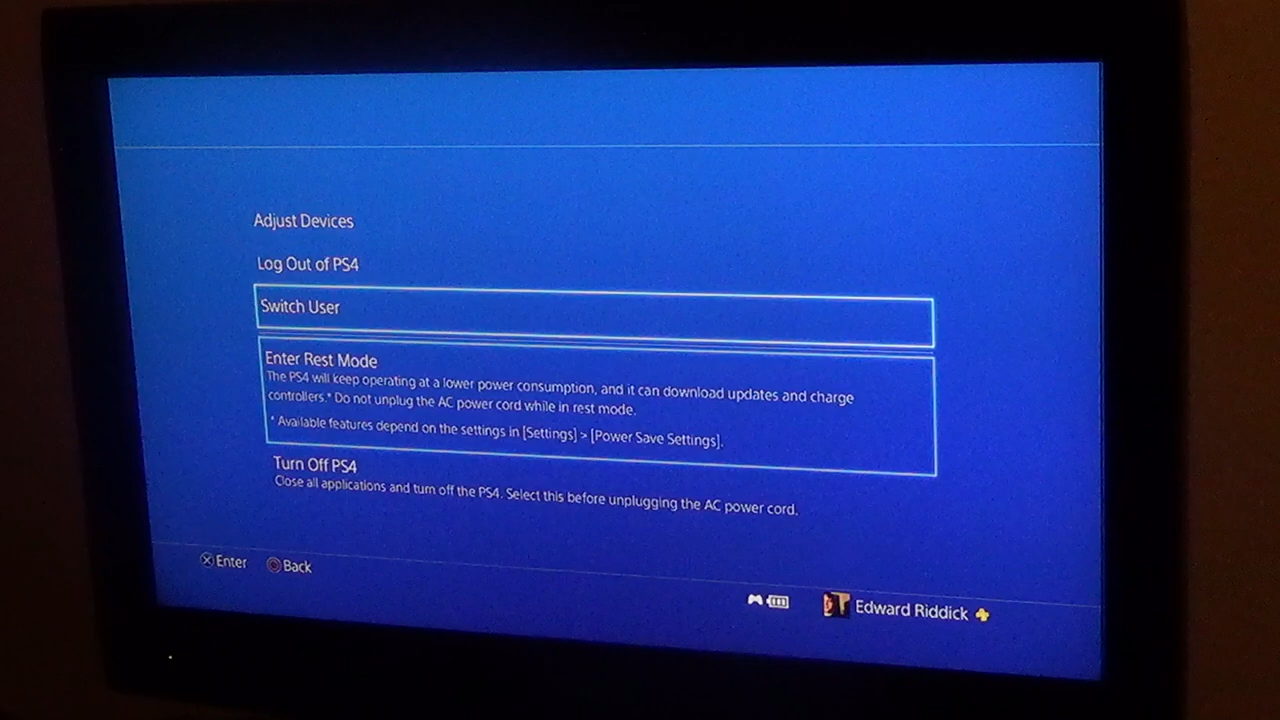 Adjust Devices
Log Out of PS4
Switch User
Enter Rest Mode
The PS4 will keep operating at a lower power consumption, and it can download updates and charge
controllers.* Do not unplug the AC power cord while in rest mode.
* Available features depend on the settings in [Settings] > [Power Save Settings].
Turn Off PS4
Close all applications and turn off the PS4. Select this before unplugging the AC power cord.
Enter Back
Edward Riddick